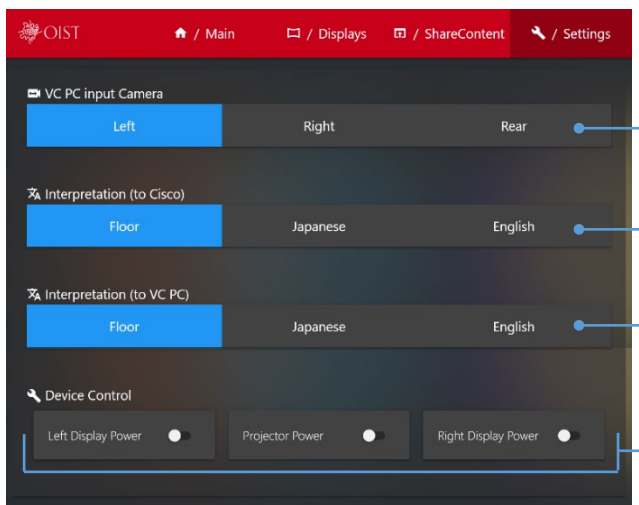 OIST / Main / Displays / ShareContent / Settings
VC PC input Camera
Left Right Rear
Interpretation (to Cisco)
Floor Japanese English
Interpretation (to VC PC)
Floor Japanese English
Device Control
Left Display Power Projector Power Right Display Power